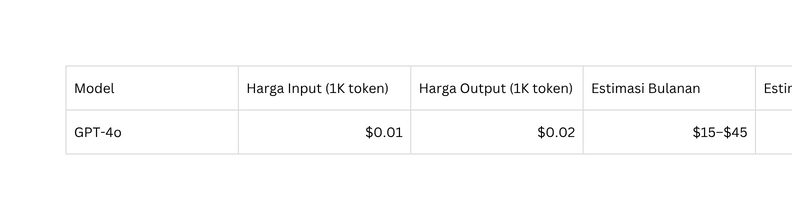 Model Harga Input (1K token) Harga Output (1K token) Estimasi Bulanan
GPT-4o $0.01 $0.02 $15–$45